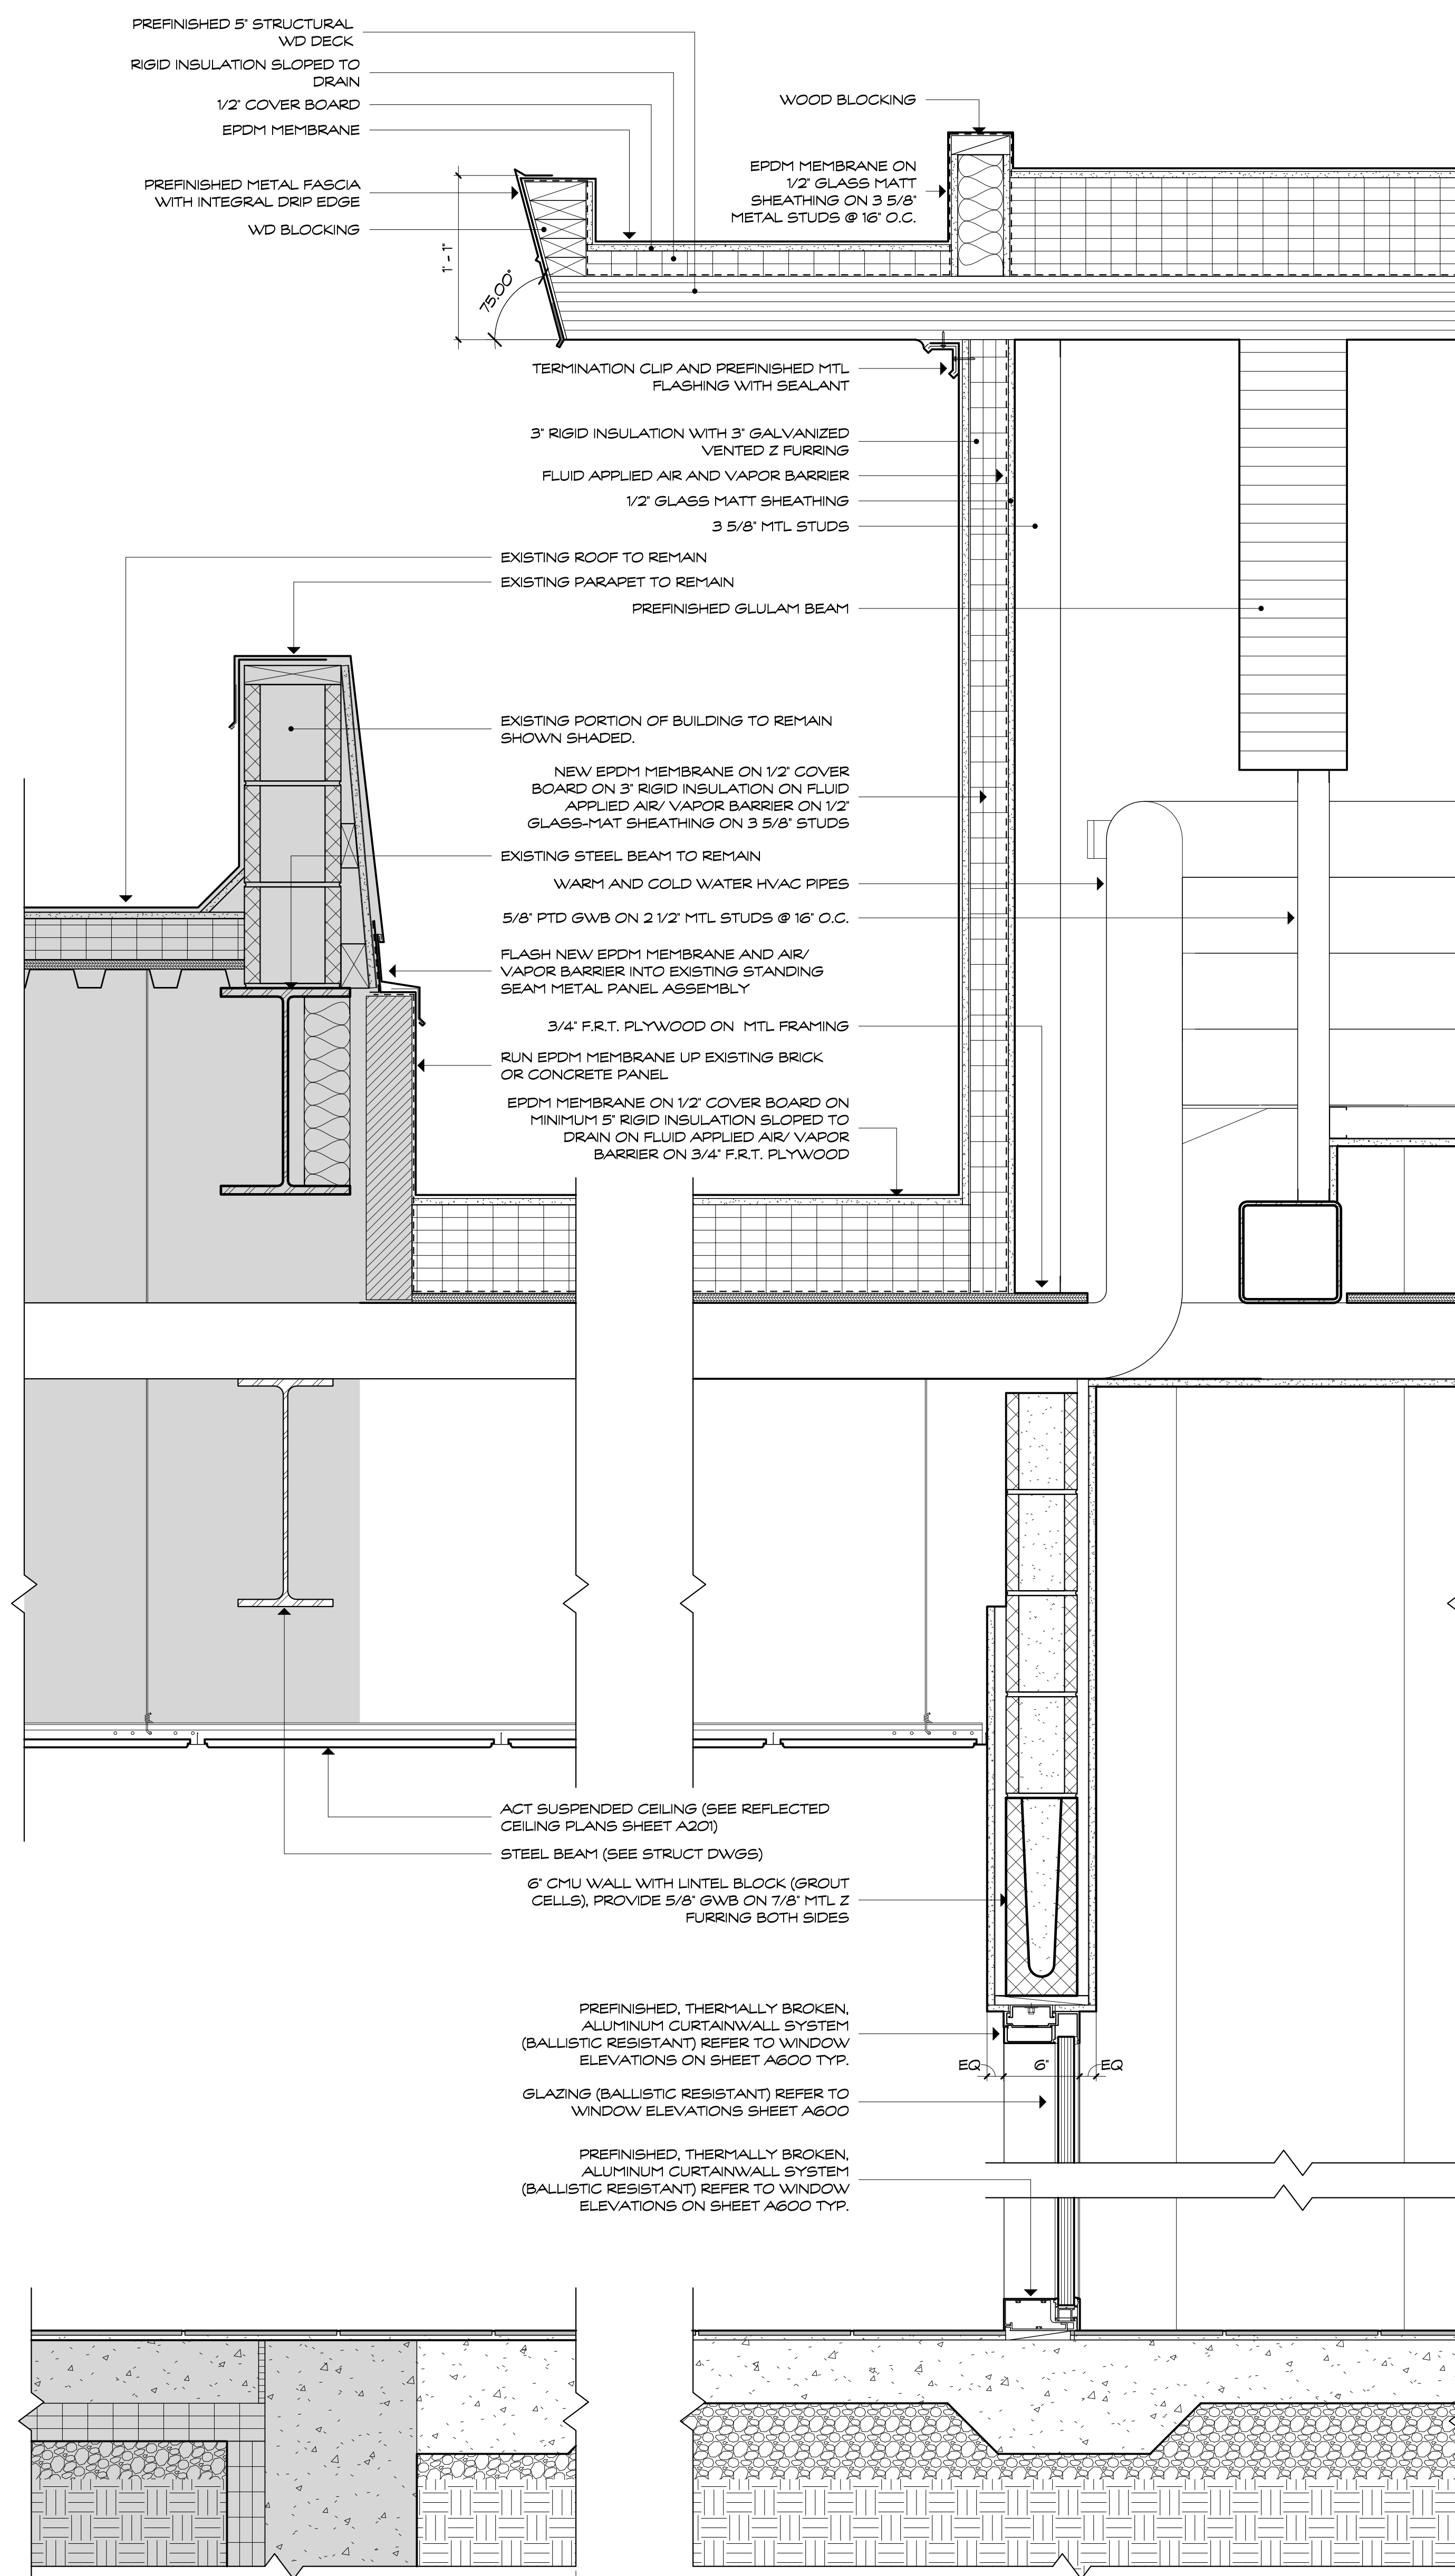 PREFINISHED 5" STRUCTURAL
WD DECK
RIGID INSULATION SLOPED TO
DRAIN
1/2" COVER BOARD
EPDM MEMBRANE
PREFINISHED METAL FASCIA
WITH INTEGRAL DRIP EDGE
WD BLOCKING
1' - 1"
75.00°
WOOD BLOCKING
EPDM MEMBRANE ON
1/2" GLASS MATT
SHEATHING ON 3 5/8"
METAL STUDS @ 16" O.C.
TERMINATION CLIP AND PREFINISHED MTL
FLASHING WITH SEALANT
3" RIGID INSULATION WITH 3" GALVANIZED
VENTED Z FURRING
FLUID APPLIED AIR AND VAPOR BARRIER
1/2" GLASS MATT SHEATHING
3 5/8" MTL STUDS
EXISTING ROOF TO REMAIN
EXISTING PARAPET TO REMAIN
PREFINISHED GLULAM BEAM
EXISTING PORTION OF BUILDING TO REMAIN
SHOWN SHADED.
NEW EPDM MEMBRANE ON 1/2" COVER
BOARD ON 3" RIGID INSULATION ON FLUID
APPLIED AIR/ VAPOR BARRIER ON 1/2"
GLASS-MAT SHEATHING ON 3 5/8" STUDS
EXISTING STEEL BEAM TO REMAIN
WARM AND COLD WATER HVAC PIPES
5/8" PTD GWB ON 2 1/2" MTL STUDS @ 16" O.C.
FLASH NEW EPDM MEMBRANE AND AIR/
VAPOR BARRIER INTO EXISTING STANDING
SEAM METAL PANEL ASSEMBLY
3/4" F.R.T. PLYWOOD ON MTL FRAMING
RUN EPDM MEMBRANE UP EXISTING BRICK
OR CONCRETE PANEL
EPDM MEMBRANE ON 1/2" COVER BOARD ON
MINIMUM 5" RIGID INSULATION SLOPED TO
DRAIN ON FLUID APPLIED AIR/ VAPOR
BARRIER ON 3/4" F.R.T. PLYWOOD
ACT SUSPENDED CEILING (SEE REFLECTED
CEILING PLANS SHEET A201)
STEEL BEAM (SEE STRUCT DWGS)
6" CMU WALL WITH LINTEL BLOCK (GROUT
CELLS), PROVIDE 5/8" GWB ON 7/8" MTL Z
FURRING BOTH SIDES
PREFINISHED, THERMALLY BROKEN,
ALUMINUM CURTAINWALL SYSTEM
(BALLISTIC RESISTANT) REFER TO WINDOW
ELEVATIONS ON SHEET A600 TYP.
EQ 6" EQ
GLAZING (BALLISTIC RESISTANT) REFER TO
WINDOW ELEVATIONS SHEET A600
PREFINISHED, THERMALLY BROKEN,
ALUMINUM CURTAINWALL SYSTEM
(BALLISTIC RESISTANT) REFER TO WINDOW
ELEVATIONS ON SHEET A600 TYP.